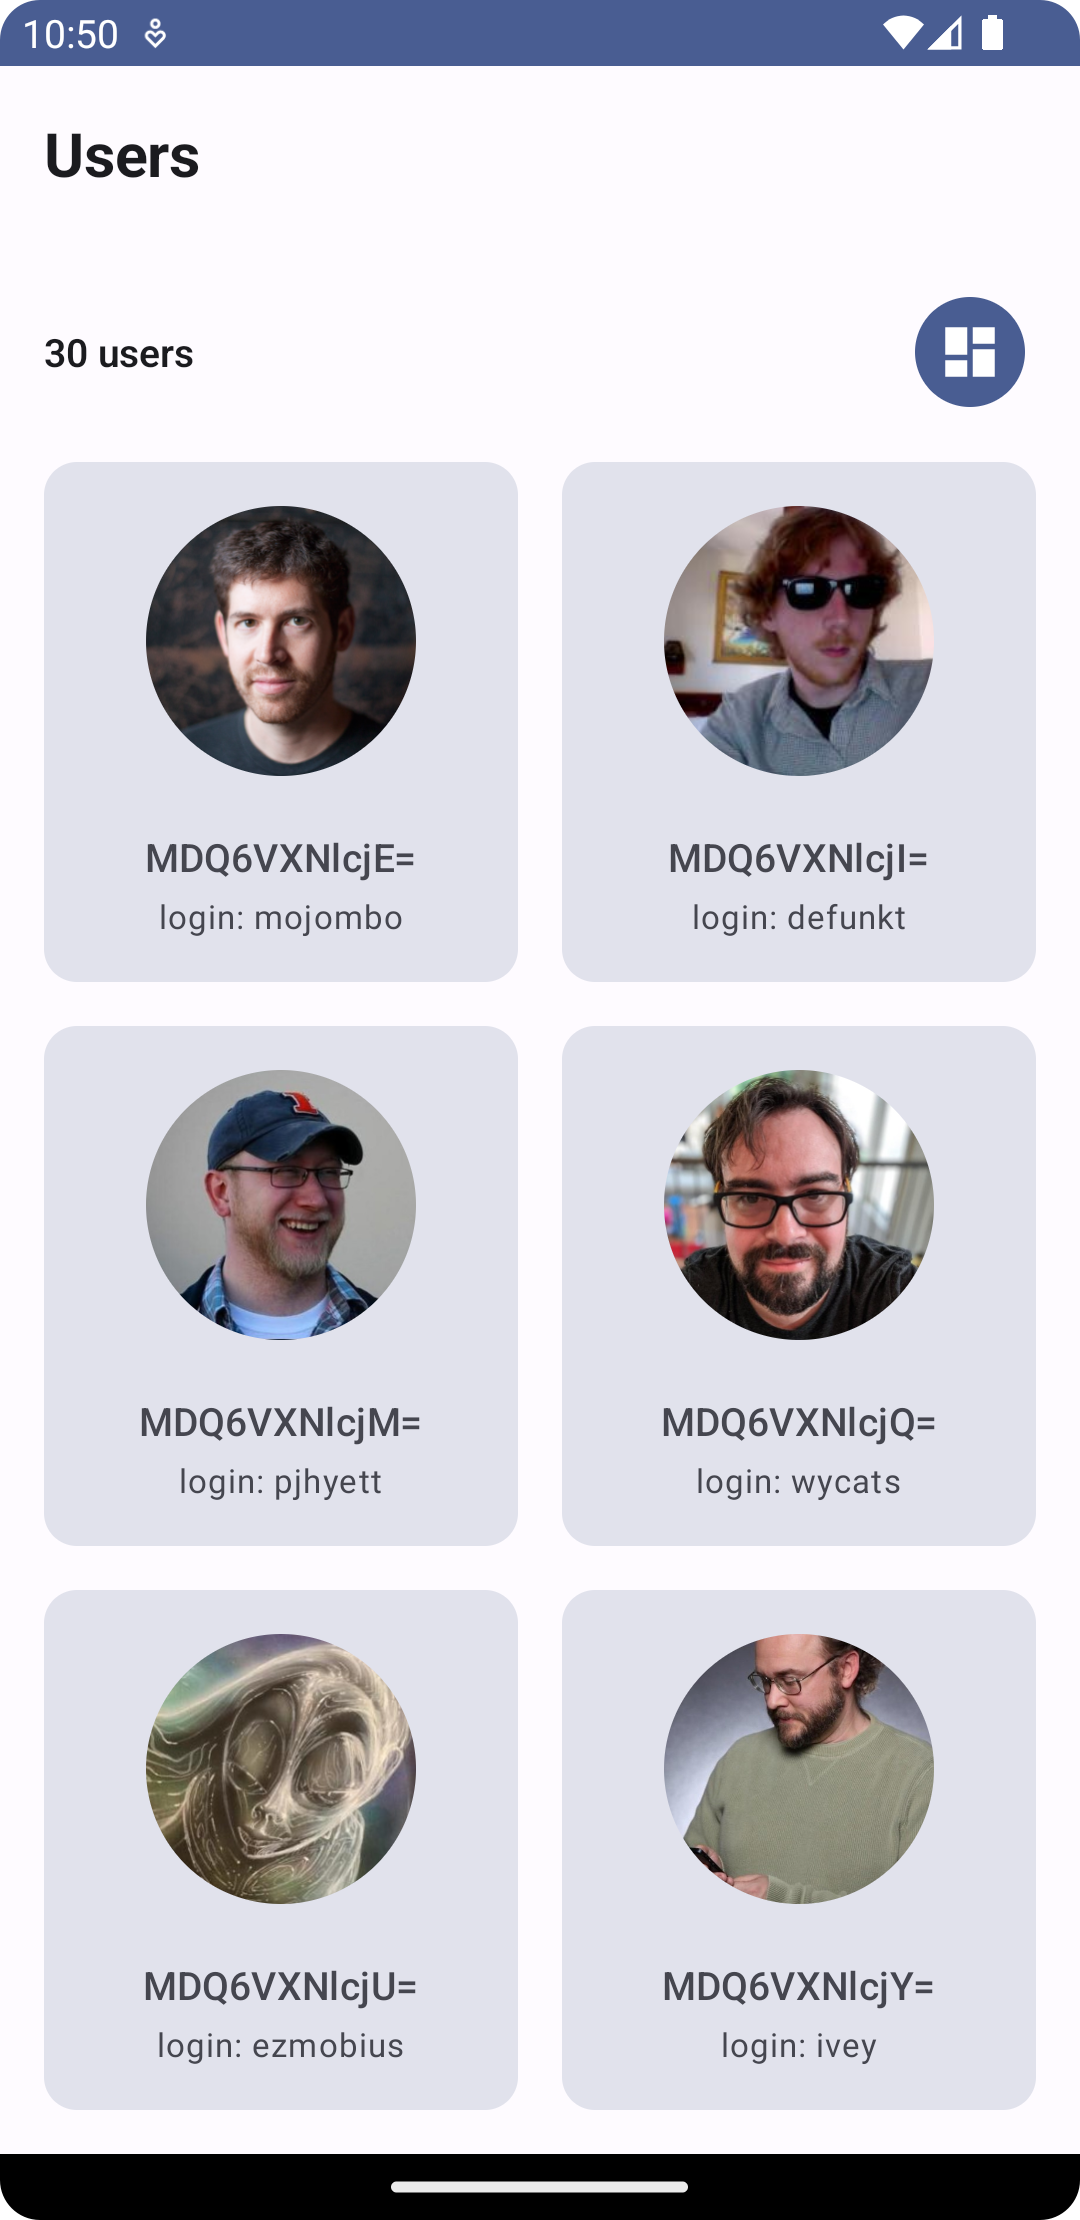 10:50
Users
30 users
MDQ6VXNlcjE=
login: mojombo
MDQ6VXNlcjI=
login: defunkt
MDQ6VXNlcjM=
login: pjhyett
MDQ6VXNlcjQ=
login: wycats
MDQ6VXNlcjU=
login: ezmobius
MDQ6VXNlcjY=
login: ivey